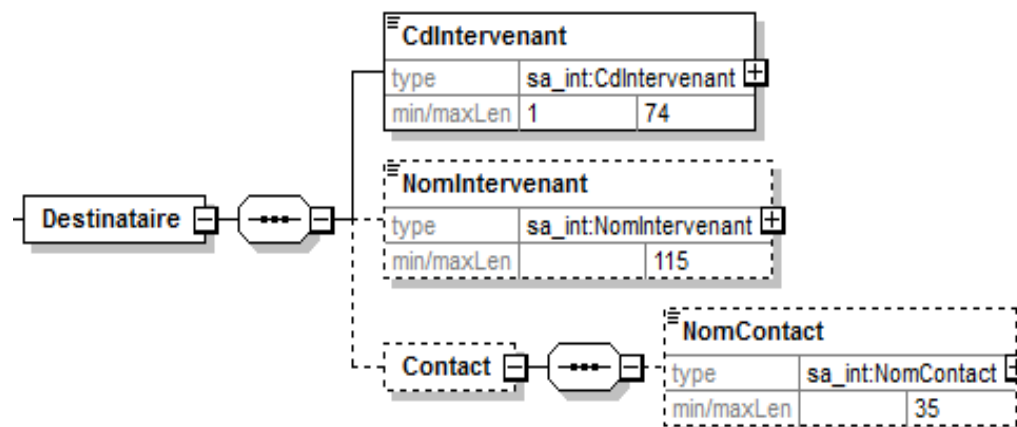 CdIntervenant
type sa_int:CdIntervenant
min/maxLen 1 74
NomIntervenant
type sa_int:NomIntervenant
min/maxLen 115
Destinataire
Contact
NomContact
type sa_int:NomContact
min/maxLen 35